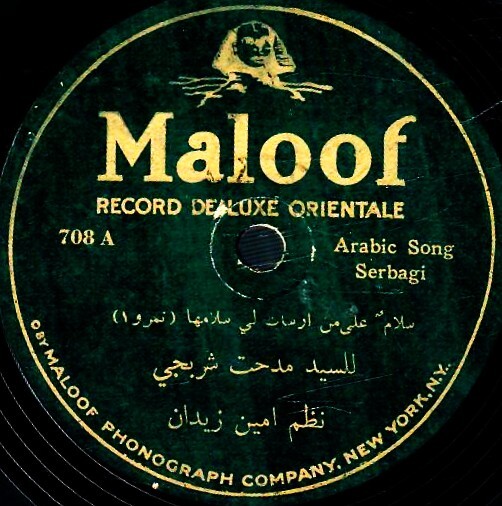 Maloof
RECORD DE LUXE ORIENTALE
708 A
Arabic Song
Serbagi
سلامٌ على من ارسلت لي سلامها (نمرو ١)
للسيد مدحت شربجي
نظم امين زيدان
© BY MALOOF PHONOGRAPH COMPANY, NEW YORK, N.Y.